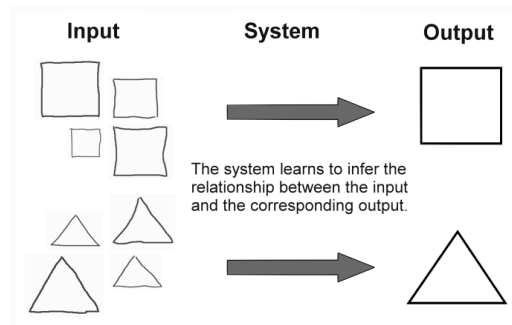 Input
System
Output
The system learns to infer the
relationship between the input
and the corresponding output.